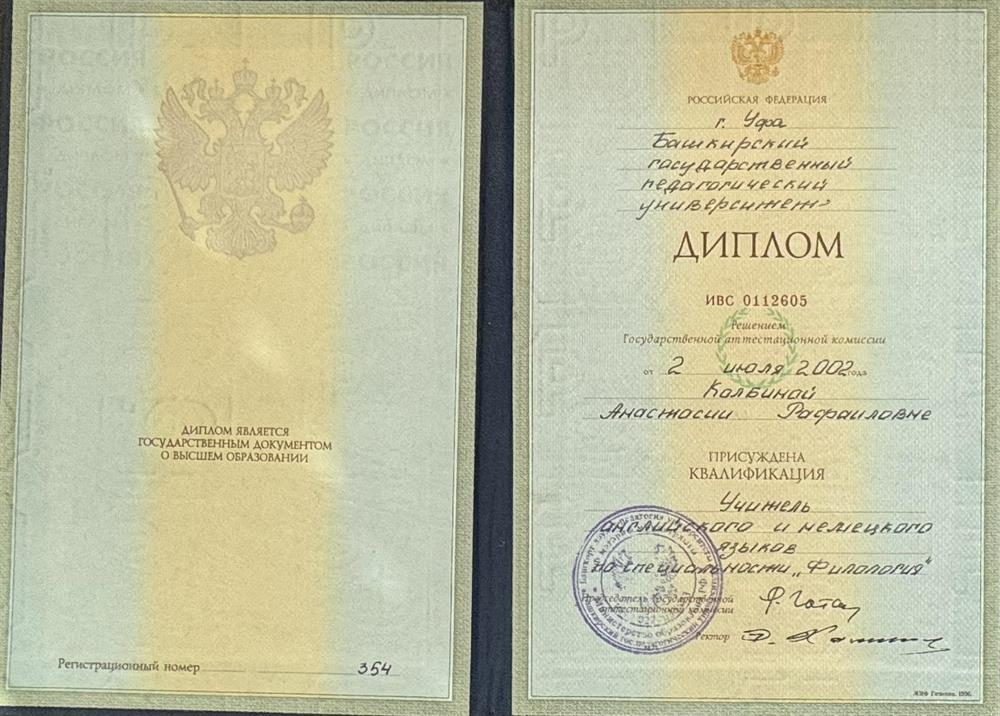 ДИПЛОМ ЯВЛЯЕТСЯ
ГОСУДАРСТВЕННЫМ ДОКУМЕНТОМ
О ВЫСШЕМ ОБРАЗОВАНИИ
Регистрационный номер 354
РОССИЙСКАЯ ФЕДЕРАЦИЯ
г. Уфа
Башкирский
государственный
педагогический
университет
ДИПЛОМ
ИВС 0112605
Решением
Государственной аттестационной комиссии
от 2 июля 2002 года
Колбиной
Анастасии Рафаиловне
ПРИСУЖДЕНА
КВАЛИФИКАЦИЯ
Учитель
английского и немецкого
языков
по специальности „Филология"
Председатель Государственной
аттестационной комиссии
Ректор